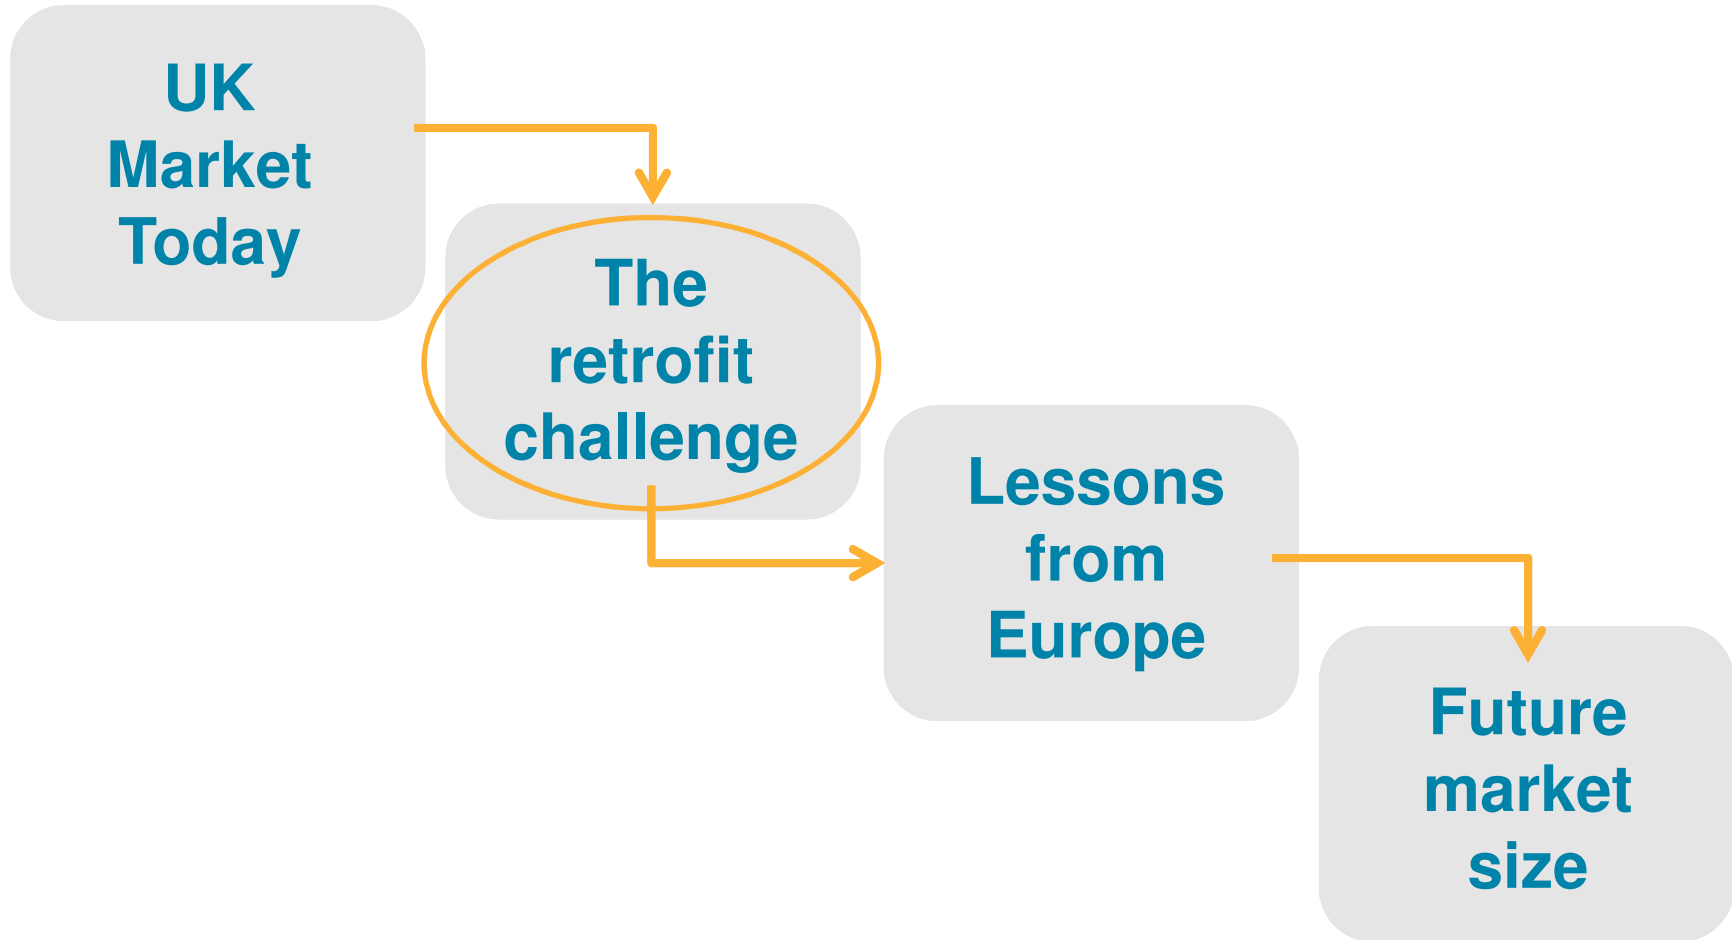 UK
Market
Today
The
retrofit
challenge
Lessons
from
Europe
Future
market
size